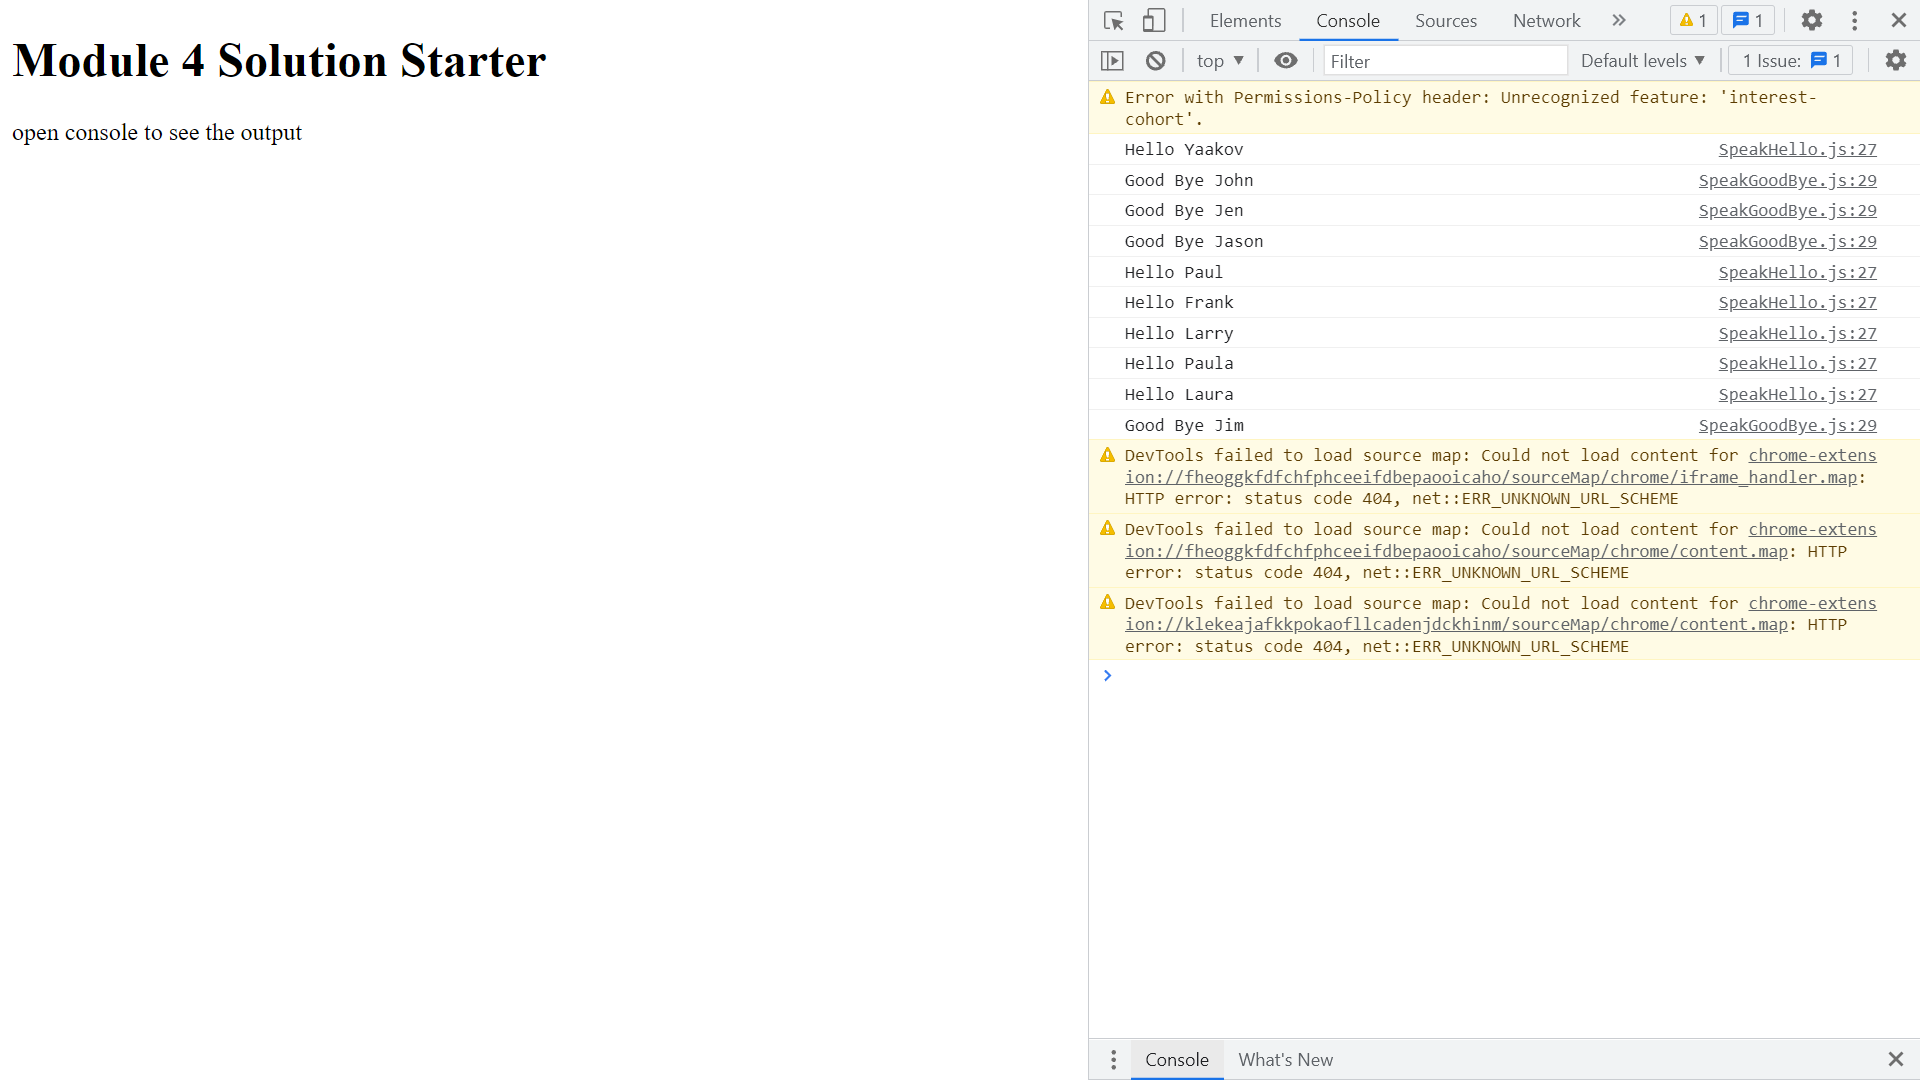 Module 4 Solution Starter
open console to see the output
Elements Console Sources Network 1 1
top Filter Default levels 1 Issue: 1
Error with Permissions-Policy header: Unrecognized feature: 'interest-
cohort'.
Hello Yaakov SpeakHello.js:27
Good Bye John SpeakGoodBye.js:29
Good Bye Jen SpeakGoodBye.js:29
Good Bye Jason SpeakGoodBye.js:29
Hello Paul SpeakHello.js:27
Hello Frank SpeakHello.js:27
Hello Larry SpeakHello.js:27
Hello Paula SpeakHello.js:27
Hello Laura SpeakHello.js:27
Good Bye Jim SpeakGoodBye.js:29
DevTools failed to load source map: Could not load content for chrome-extens
ion://fheoggkfdfchfphceeifdbepaooicaho/sourceMap/chrome/iframe_handler.map:
HTTP error: status code 404, net::ERR_UNKNOWN_URL_SCHEME
DevTools failed to load source map: Could not load content for chrome-extens
ion://fheoggkfdfchfphceeifdbepaooicaho/sourceMap/chrome/content.map: HTTP
error: status code 404, net::ERR_UNKNOWN_URL_SCHEME
DevTools failed to load source map: Could not load content for chrome-extens
ion://klekeajafkkpokaofllcadenjdckhinm/sourceMap/chrome/content.map: HTTP
error: status code 404, net::ERR_UNKNOWN_URL_SCHEME
Console What's New